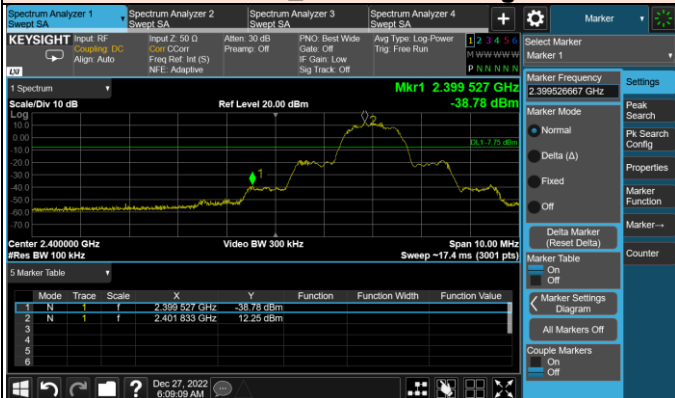 Spectrum Analyzer 1
Swept SA
Spectrum Analyzer 2
Swept SA
Spectrum Analyzer 3
Swept SA
Spectrum Analyzer 4
Swept SA
+
Marker
KEYSIGHT
LXI
Input: RF
Coupling: DC
Align: Auto
Input Z: 50 Ω
Corr CCorr
Freq Ref: Int (S)
NFE: Adaptive
Atten: 30 dB
Preamp: Off
PNO: Best Wide
Gate: Off
IF Gain: Low
Sig Track: Off
Avg Type: Log-Power
Trig: Free Run
1 2 3 4 5 6
M W W W W W
P N N N N N
Select Marker
Marker 1
1 Spectrum
Scale/Div 10 dB
Log
Ref Level 20.00 dBm
Mkr1 2.399 527 GHz
-38.78 dBm
10.0
0.00
-10.0
-20.0
-30.0
-40.0
-50.0
-60.0
-70.0
2
1
DL1 -7.75 dBm
Center 2.400000 GHz
#Res BW 100 kHz
Video BW 300 kHz
Span 10.00 MHz
Sweep ~17.4 ms (3001 pts)
5 Marker Table
Mode Trace Scale X Y Function Function Width Function Value
1 N 1 f 2.399 527 GHz -38.78 dBm
2 N 1 f 2.401 833 GHz 12.25 dBm
3
4
5
6
Marker Frequency
2.399526667 GHz
Marker Mode
Normal
Delta (Δ)
Fixed
Off
Delta Marker
(Reset Delta)
Marker Table
On
Off
Marker Settings
Diagram
All Markers Off
Couple Markers
On
Off
Settings
Peak
Search
Pk Search
Config
Properties
Marker
Function
Marker→
Counter
?
Dec 27, 2022
6:09:09 AM